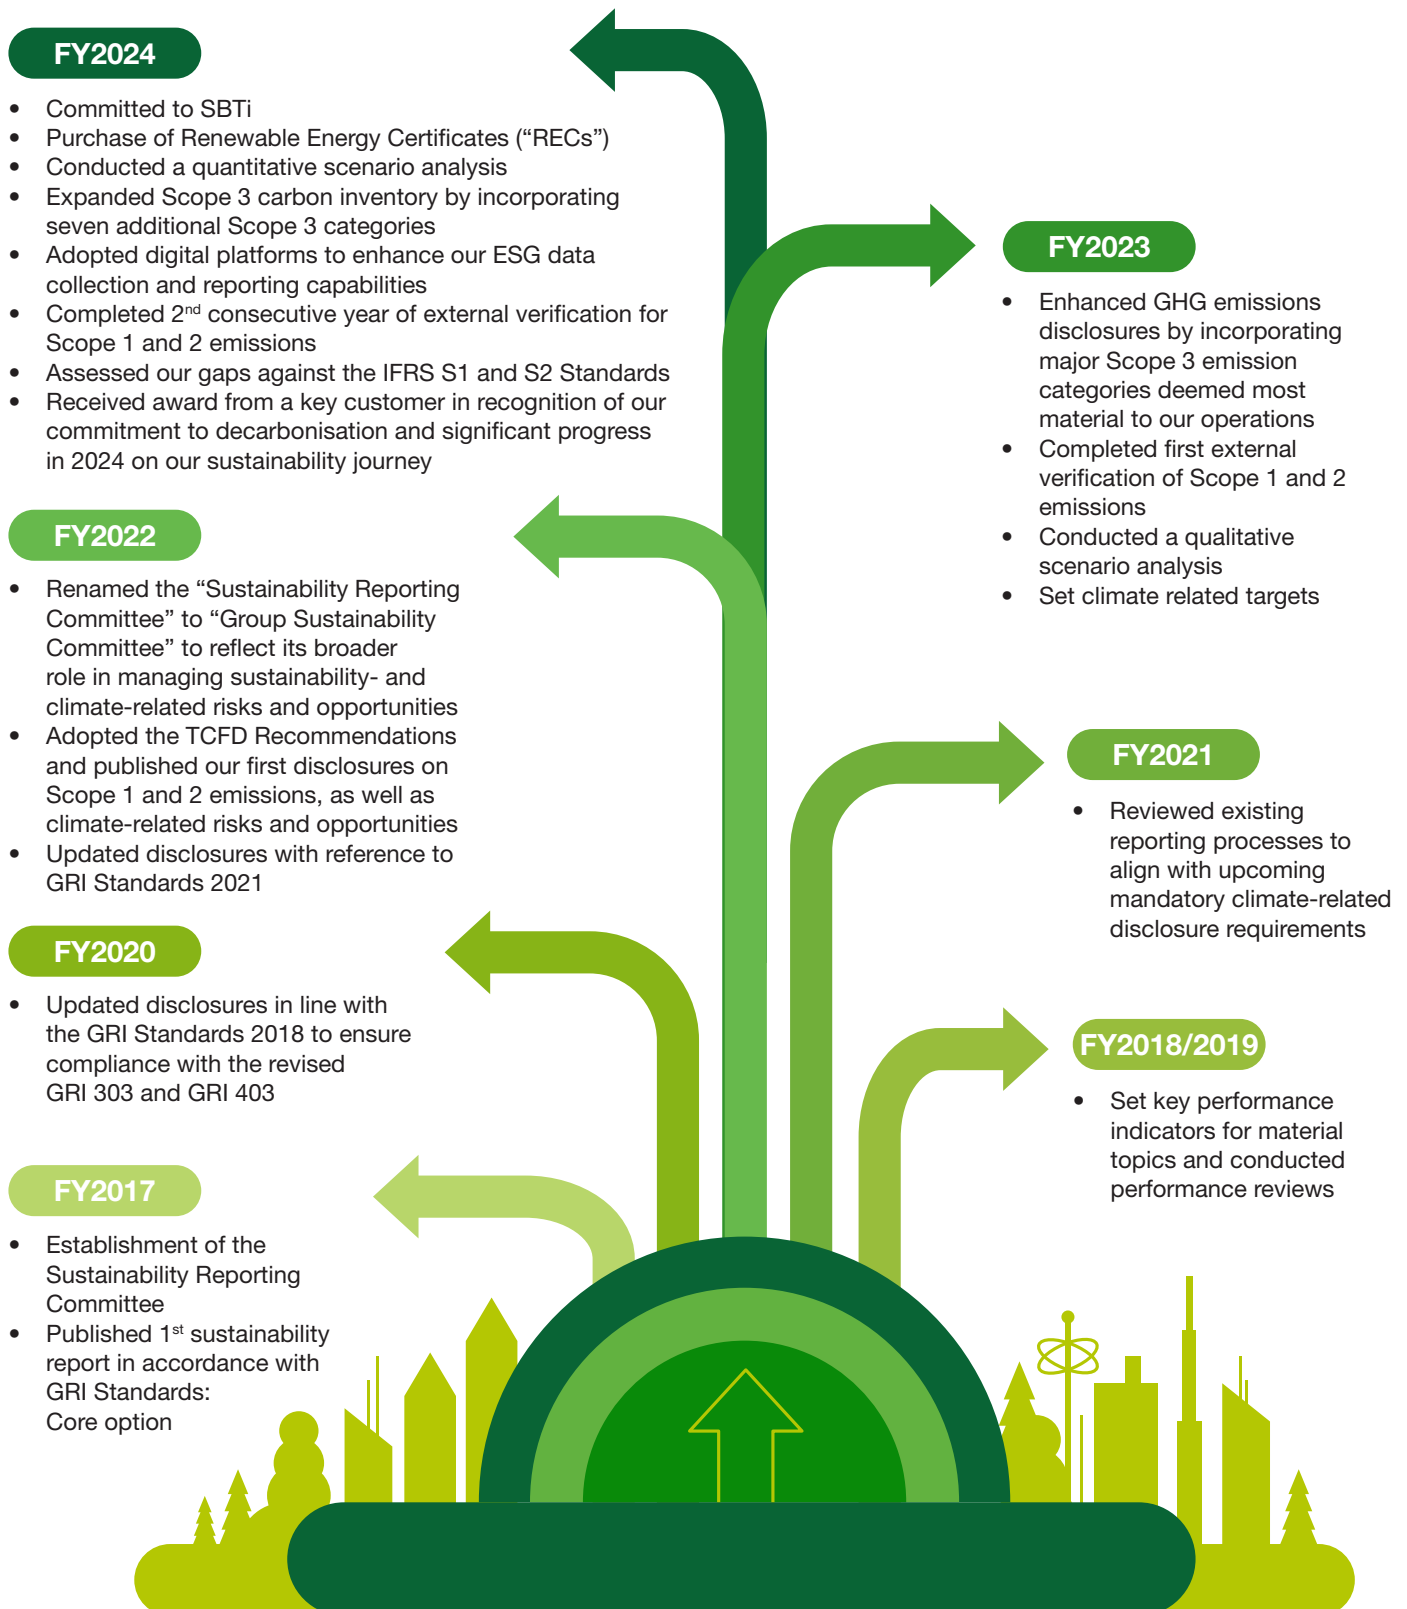 FY2024
• Committed to SBTi
• Purchase of Renewable Energy Certificates (“RECs”)
• Conducted a quantitative scenario analysis
• Expanded Scope 3 carbon inventory by incorporating
seven additional Scope 3 categories
• Adopted digital platforms to enhance our ESG data
collection and reporting capabilities
• Completed 2nd consecutive year of external verification for
Scope 1 and 2 emissions
• Assessed our gaps against the IFRS S1 and S2 Standards
• Received award from a key customer in recognition of our
commitment to decarbonisation and significant progress
in 2024 on our sustainability journey
FY2023
• Enhanced GHG emissions
disclosures by incorporating
major Scope 3 emission
categories deemed most
material to our operations
• Completed first external
verification of Scope 1 and 2
emissions
• Conducted a qualitative
scenario analysis
• Set climate related targets
FY2022
• Renamed the “Sustainability Reporting
Committee” to “Group Sustainability
Committee” to reflect its broader
role in managing sustainability- and
climate-related risks and opportunities
• Adopted the TCFD Recommendations
and published our first disclosures on
Scope 1 and 2 emissions, as well as
climate-related risks and opportunities
• Updated disclosures with reference to
GRI Standards 2021
FY2021
• Reviewed existing
reporting processes to
align with upcoming
mandatory climate-related
disclosure requirements
FY2020
• Updated disclosures in line with
the GRI Standards 2018 to ensure
compliance with the revised
GRI 303 and GRI 403
FY2018/2019
• Set key performance
indicators for material
topics and conducted
performance reviews
FY2017
• Establishment of the
Sustainability Reporting
Committee
• Published 1st sustainability
report in accordance with
GRI Standards:
Core option